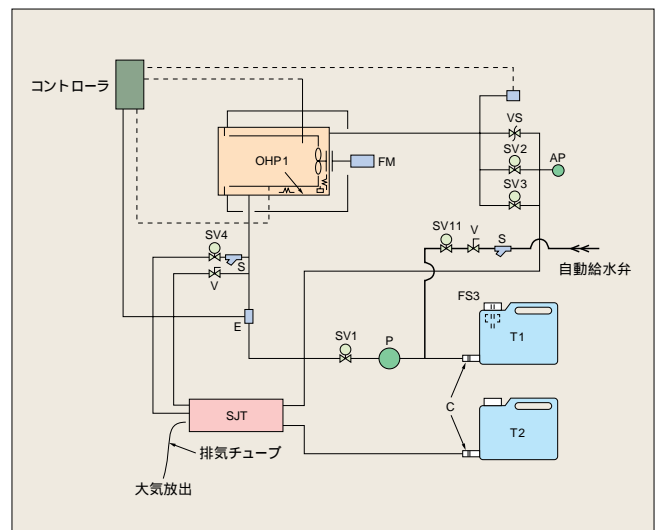 コントローラ
VS
SV2
AP
OHP1
FM
SV3
SV4
S
V
SV11
V
S
自動給水弁
FS3
E
SV1
P
T1
C
SJT
T2
排気チューブ
大気放出